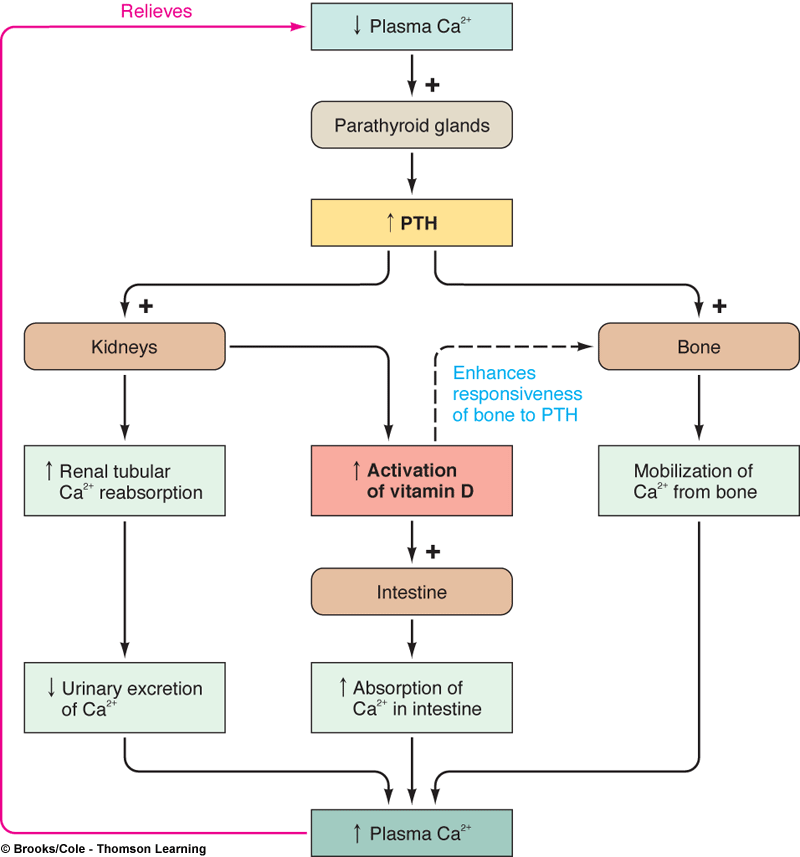 Relieves
↓ Plasma Ca²⁺
+
Parathyroid glands
↑ PTH
+
+
Kidneys
Bone
Enhances
responsiveness
of bone to PTH
↑ Renal tubular
Ca²⁺ reabsorption
↑ Activation
of vitamin D
Mobilization of
Ca²⁺ from bone
+
Intestine
↓ Urinary excretion
of Ca²⁺
↑ Absorption of
Ca²⁺ in intestine
↑ Plasma Ca²⁺
© Brooks/Cole - Thomson Learning